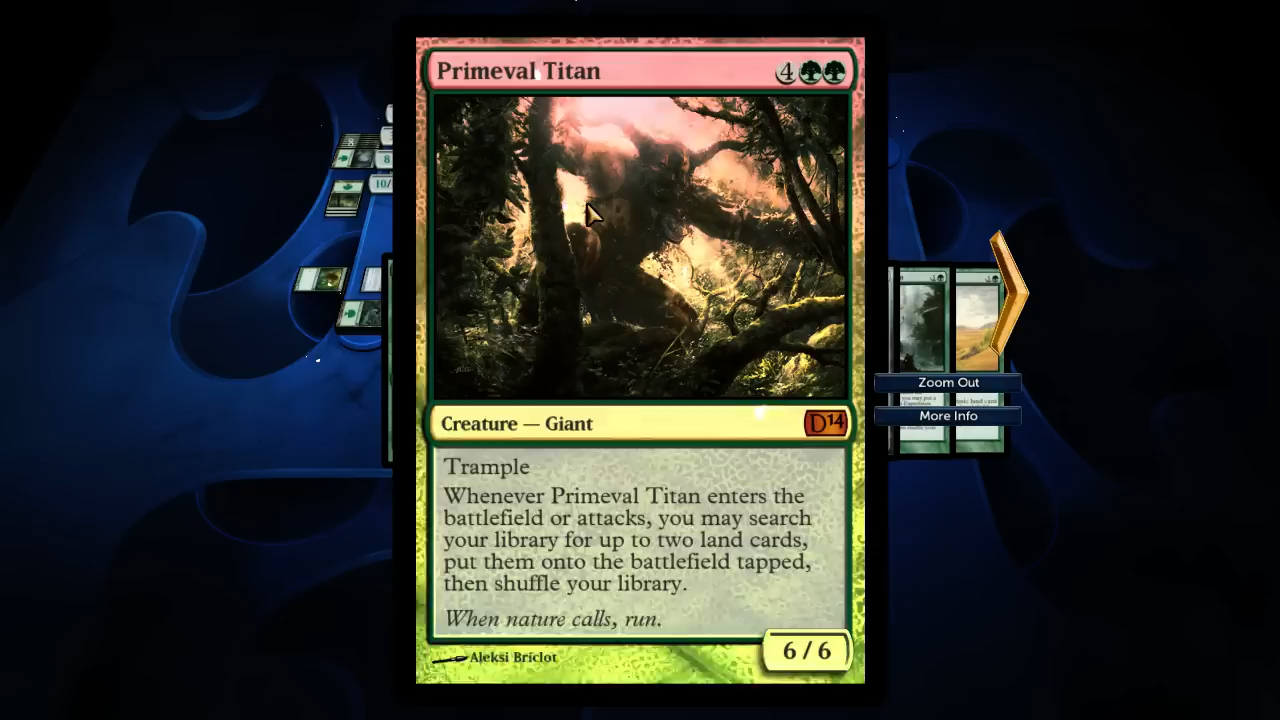 Primeval Titan 4
Creature — Giant
D14
Trample
Whenever Primeval Titan enters the
battlefield or attacks, you may search
your library for up to two land cards,
put them onto the battlefield tapped,
then shuffle your library.
When nature calls, run.
6 / 6
Aleksi Briclot
8
8
10/
Zoom Out
More Info